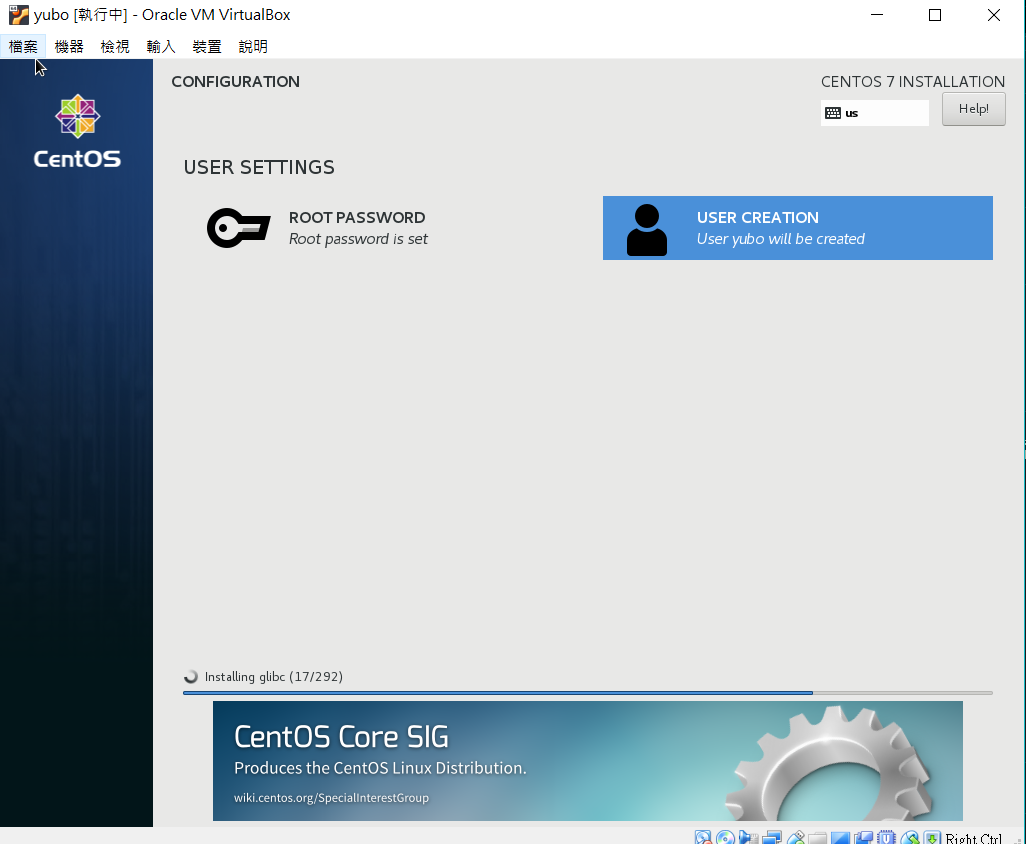 yubo [執行中] - Oracle VM VirtualBox
檔案 機器 檢視 輸入 裝置 說明
CentOS
CONFIGURATION
CENTOS 7 INSTALLATION
us
Help!
USER SETTINGS
ROOT PASSWORD
Root password is set
USER CREATION
User yubo will be created
Installing glibc (17/292)
CentOS Core SIG
Produces the CentOS Linux Distribution.
wiki.centos.org/SpecialInterestGroup
Right Ctrl